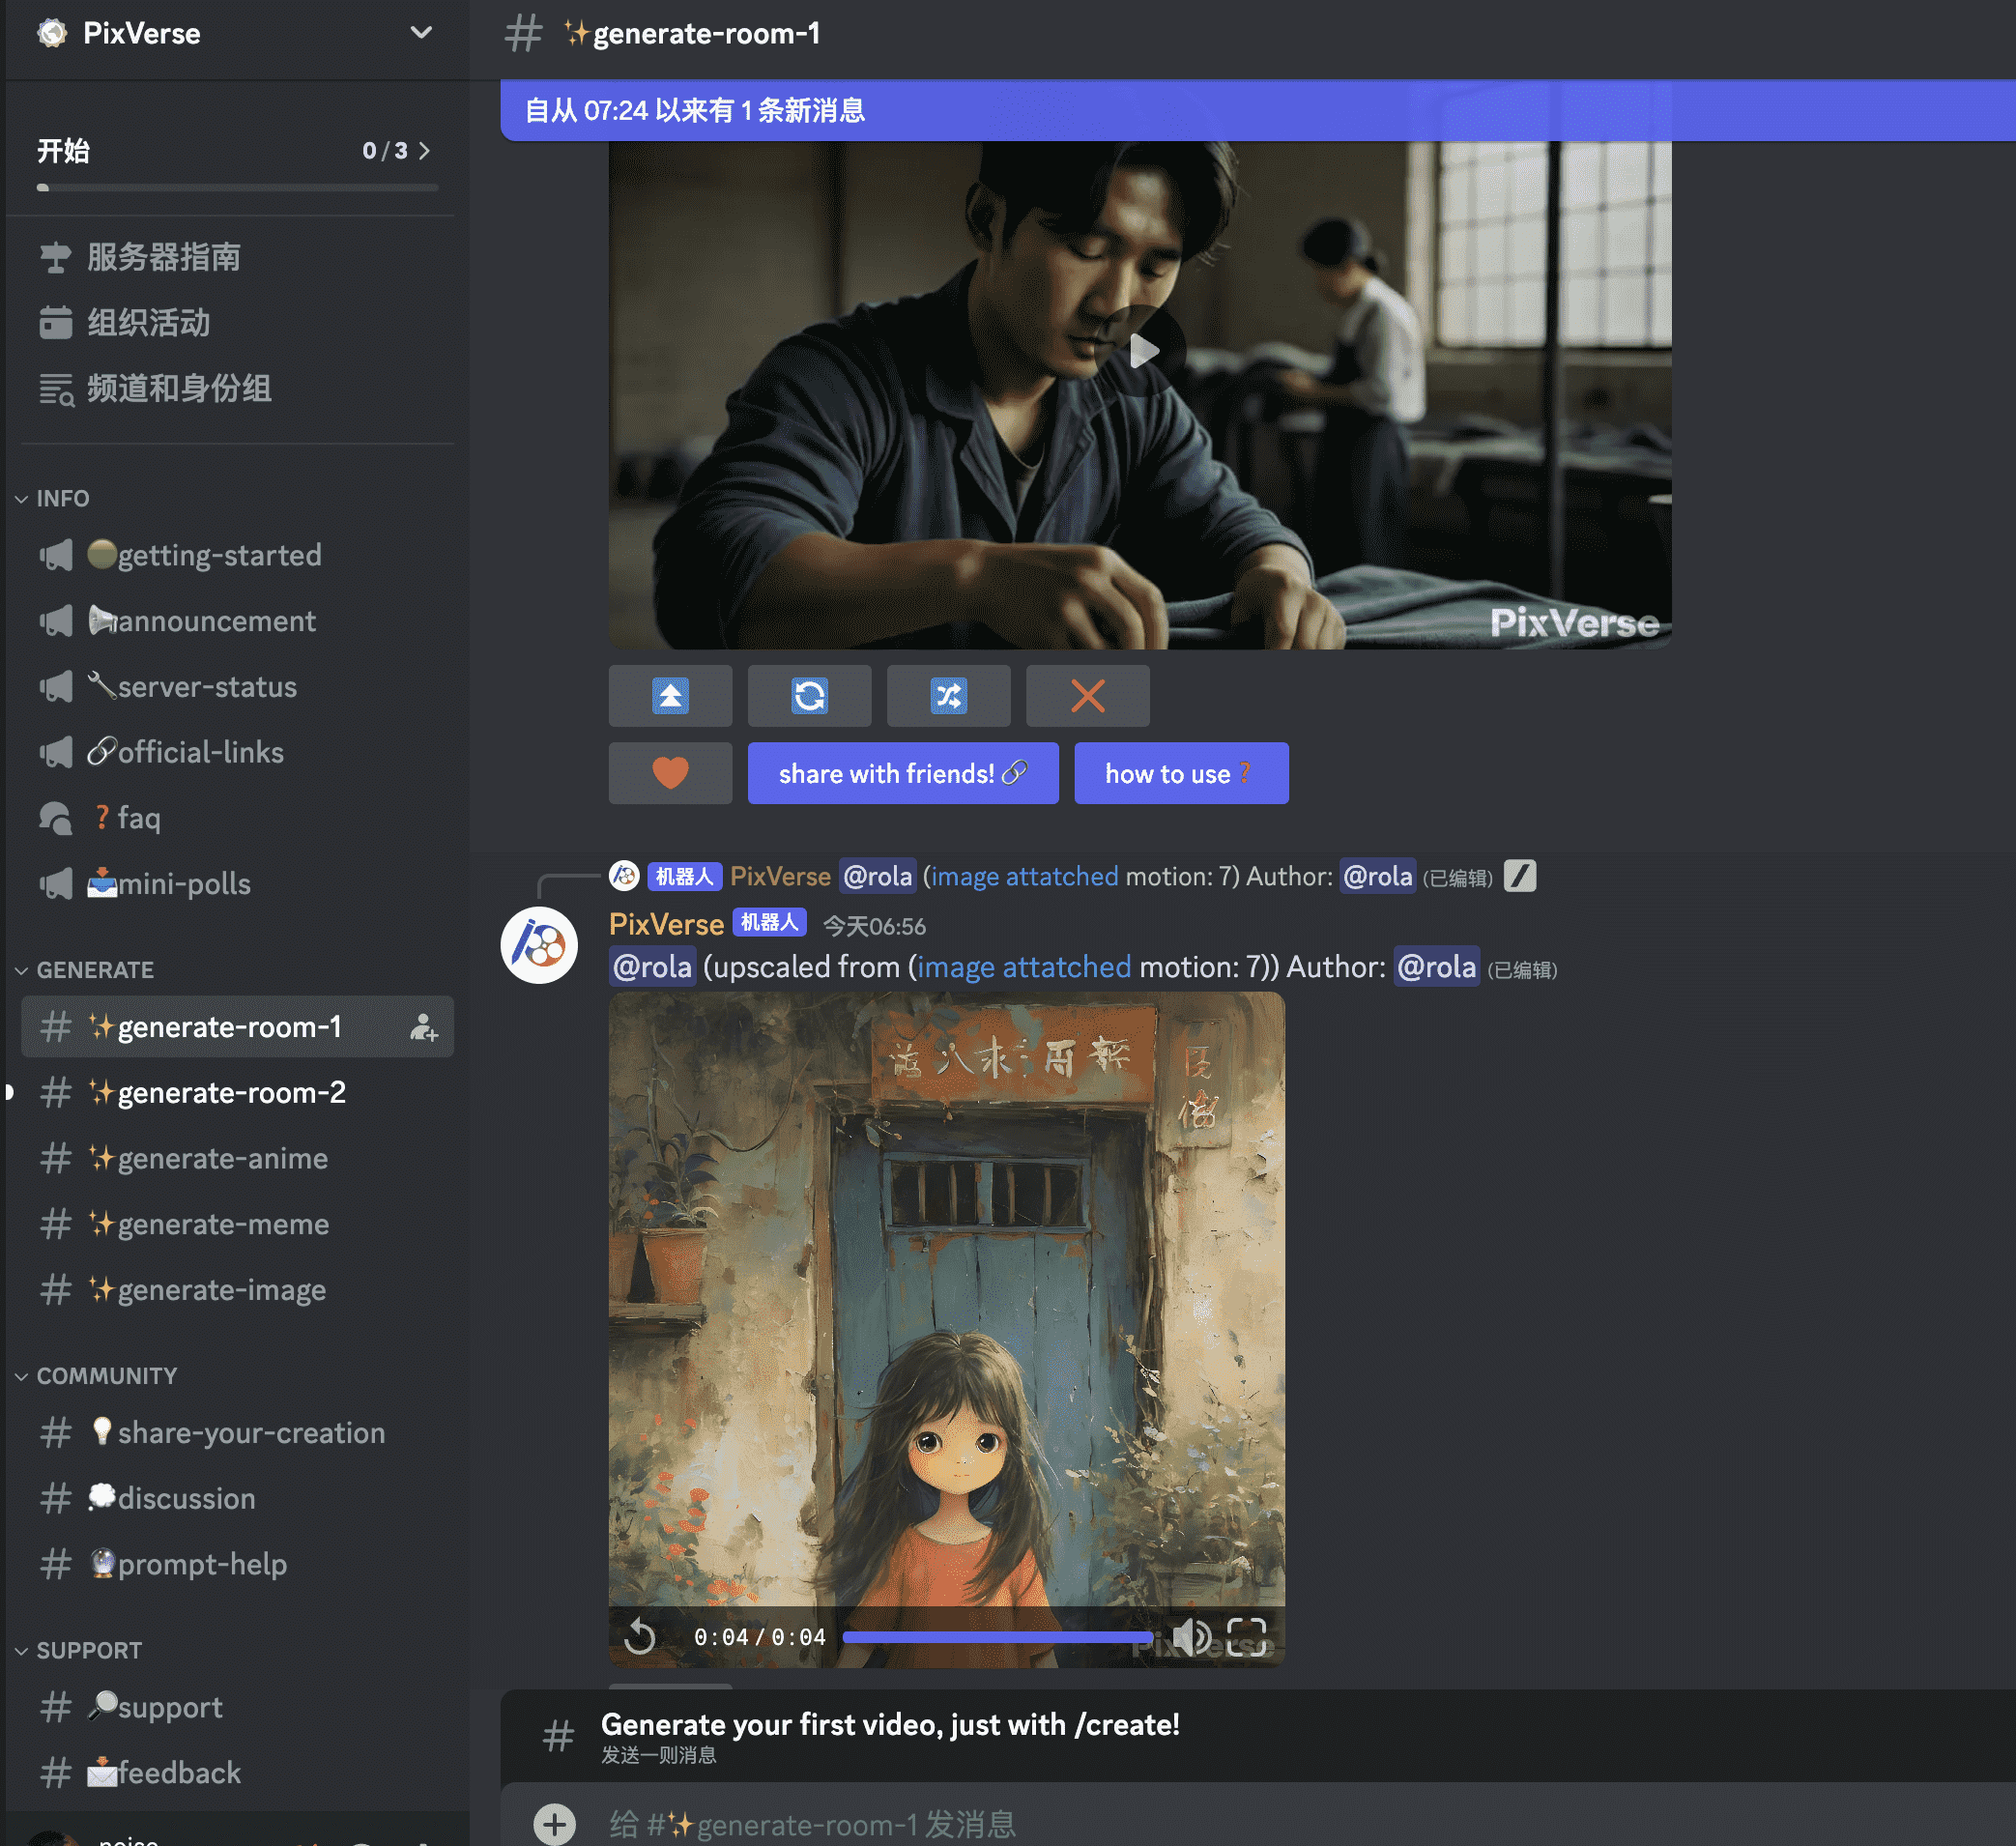 PixVerse
开始
0 / 3
服务器指南
组织活动
频道和身份组
INFO
getting-started
announcement
server-status
official-links
❓faq
mini-polls
GENERATE
✨generate-room-1
✨generate-room-2
✨generate-anime
✨generate-meme
✨generate-image
COMMUNITY
share-your-creation
discussion
prompt-help
SUPPORT
support
feedback
# ✨generate-room-1
自从 07:24 以来有 1 条新消息
PixVerse
share with friends!
how to use❓
机器人 PixVerse @rola (image attatched motion: 7) Author: @rola (已编辑)
PixVerse 机器人 今天06:56
@rola (upscaled from (image attatched motion: 7)) Author: @rola (已编辑)
0:04/0:04
PixVerse
Generate your first video, just with /create!
发送一则消息
给 #✨generate-room-1 发消息